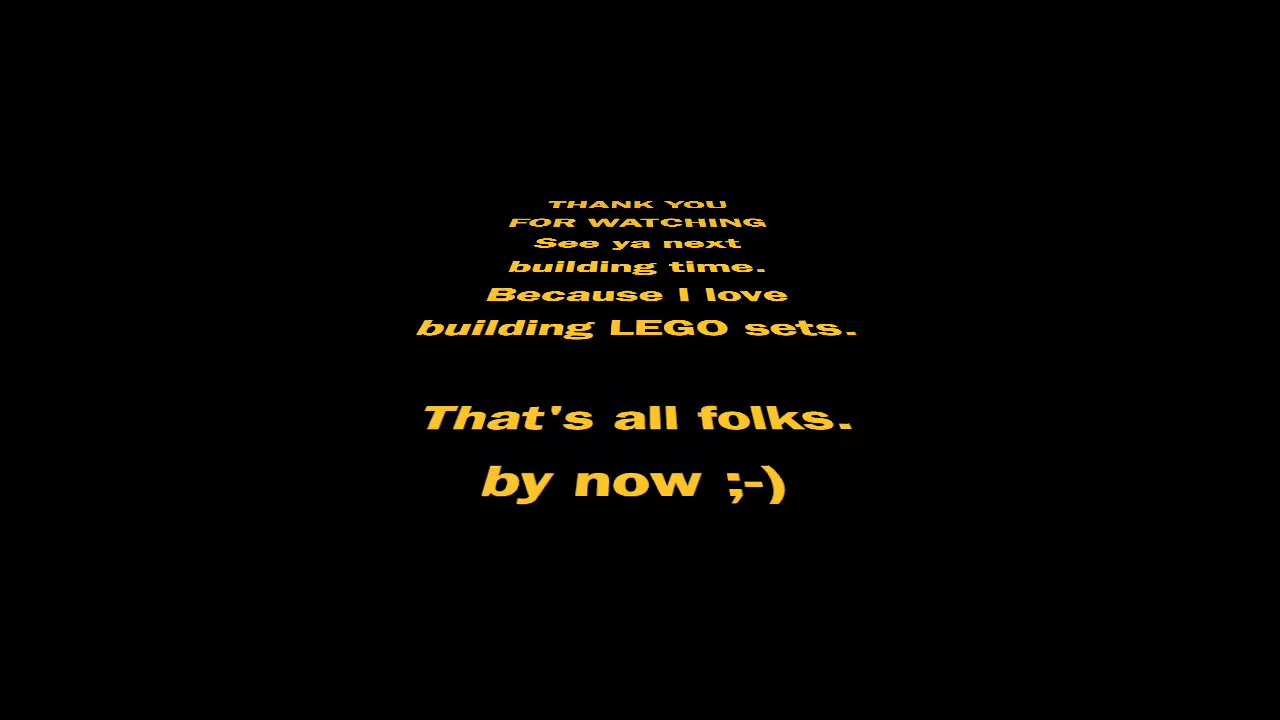 THANK YOU
FOR WATCHING
See ya next
building time.
Because I love
building LEGO sets.
That's all folks.
by now ;-)